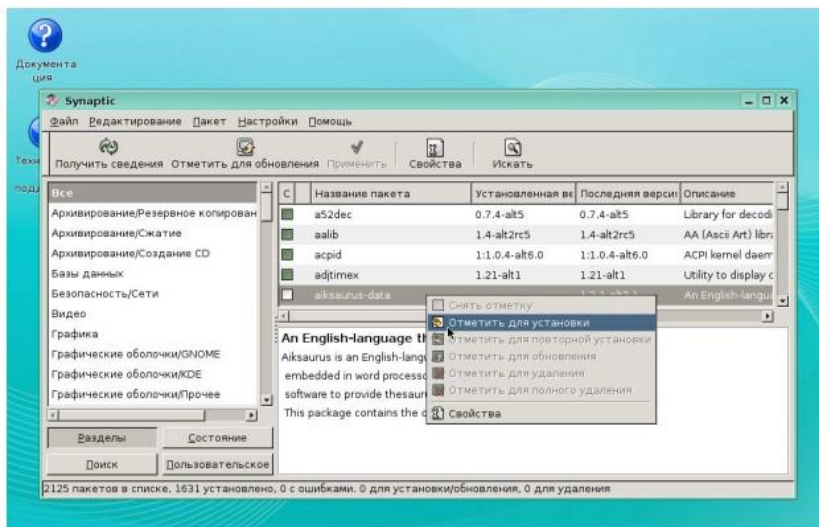 Документа
ция
Synaptic
Файл Редактирование Пакет Настройки Помощь
Получить сведения Отметить для обновления Применить Свойства Искать
Все
Архивирование/Резервное копирован
Архивирование/Сжатие
Архивирование/Создание CD
Базы данных
Безопасность/Сети
Видео
Графика
Графические оболочки/GNOME
Графические оболочки/KDE
Графические оболочки/Прочее
Разделы Состояние
Поиск Пользовательское
С Название пакета Установленная ве Последняя верси Описание
a52dec 0.7.4-alt5 0.7.4-alt5 Library for decodi
aalib 1.4-alt2rc5 1.4-alt2rc5 AA (Ascii Art) libra
acpid 1:1.0.4-alt6.0 1:1.0.4-alt6.0 ACPI kernel daem
adjtimex 1.21-alt1 1.21-alt1 Utility to display c
aiksaurus-data An English-langua
Снять отметку
Отметить для установки
Отметить для повторной установки
Отметить для обновления
Отметить для удаления
Отметить для полного удаления
Свойства
An English-language th
Aiksaurus is an English-langu
embedded in word processo
software to provide thesaur
This package contains the d
2125 пакетов в списке, 1631 установлено, 0 с ошибками. 0 для установки/обновления, 0 для удаления